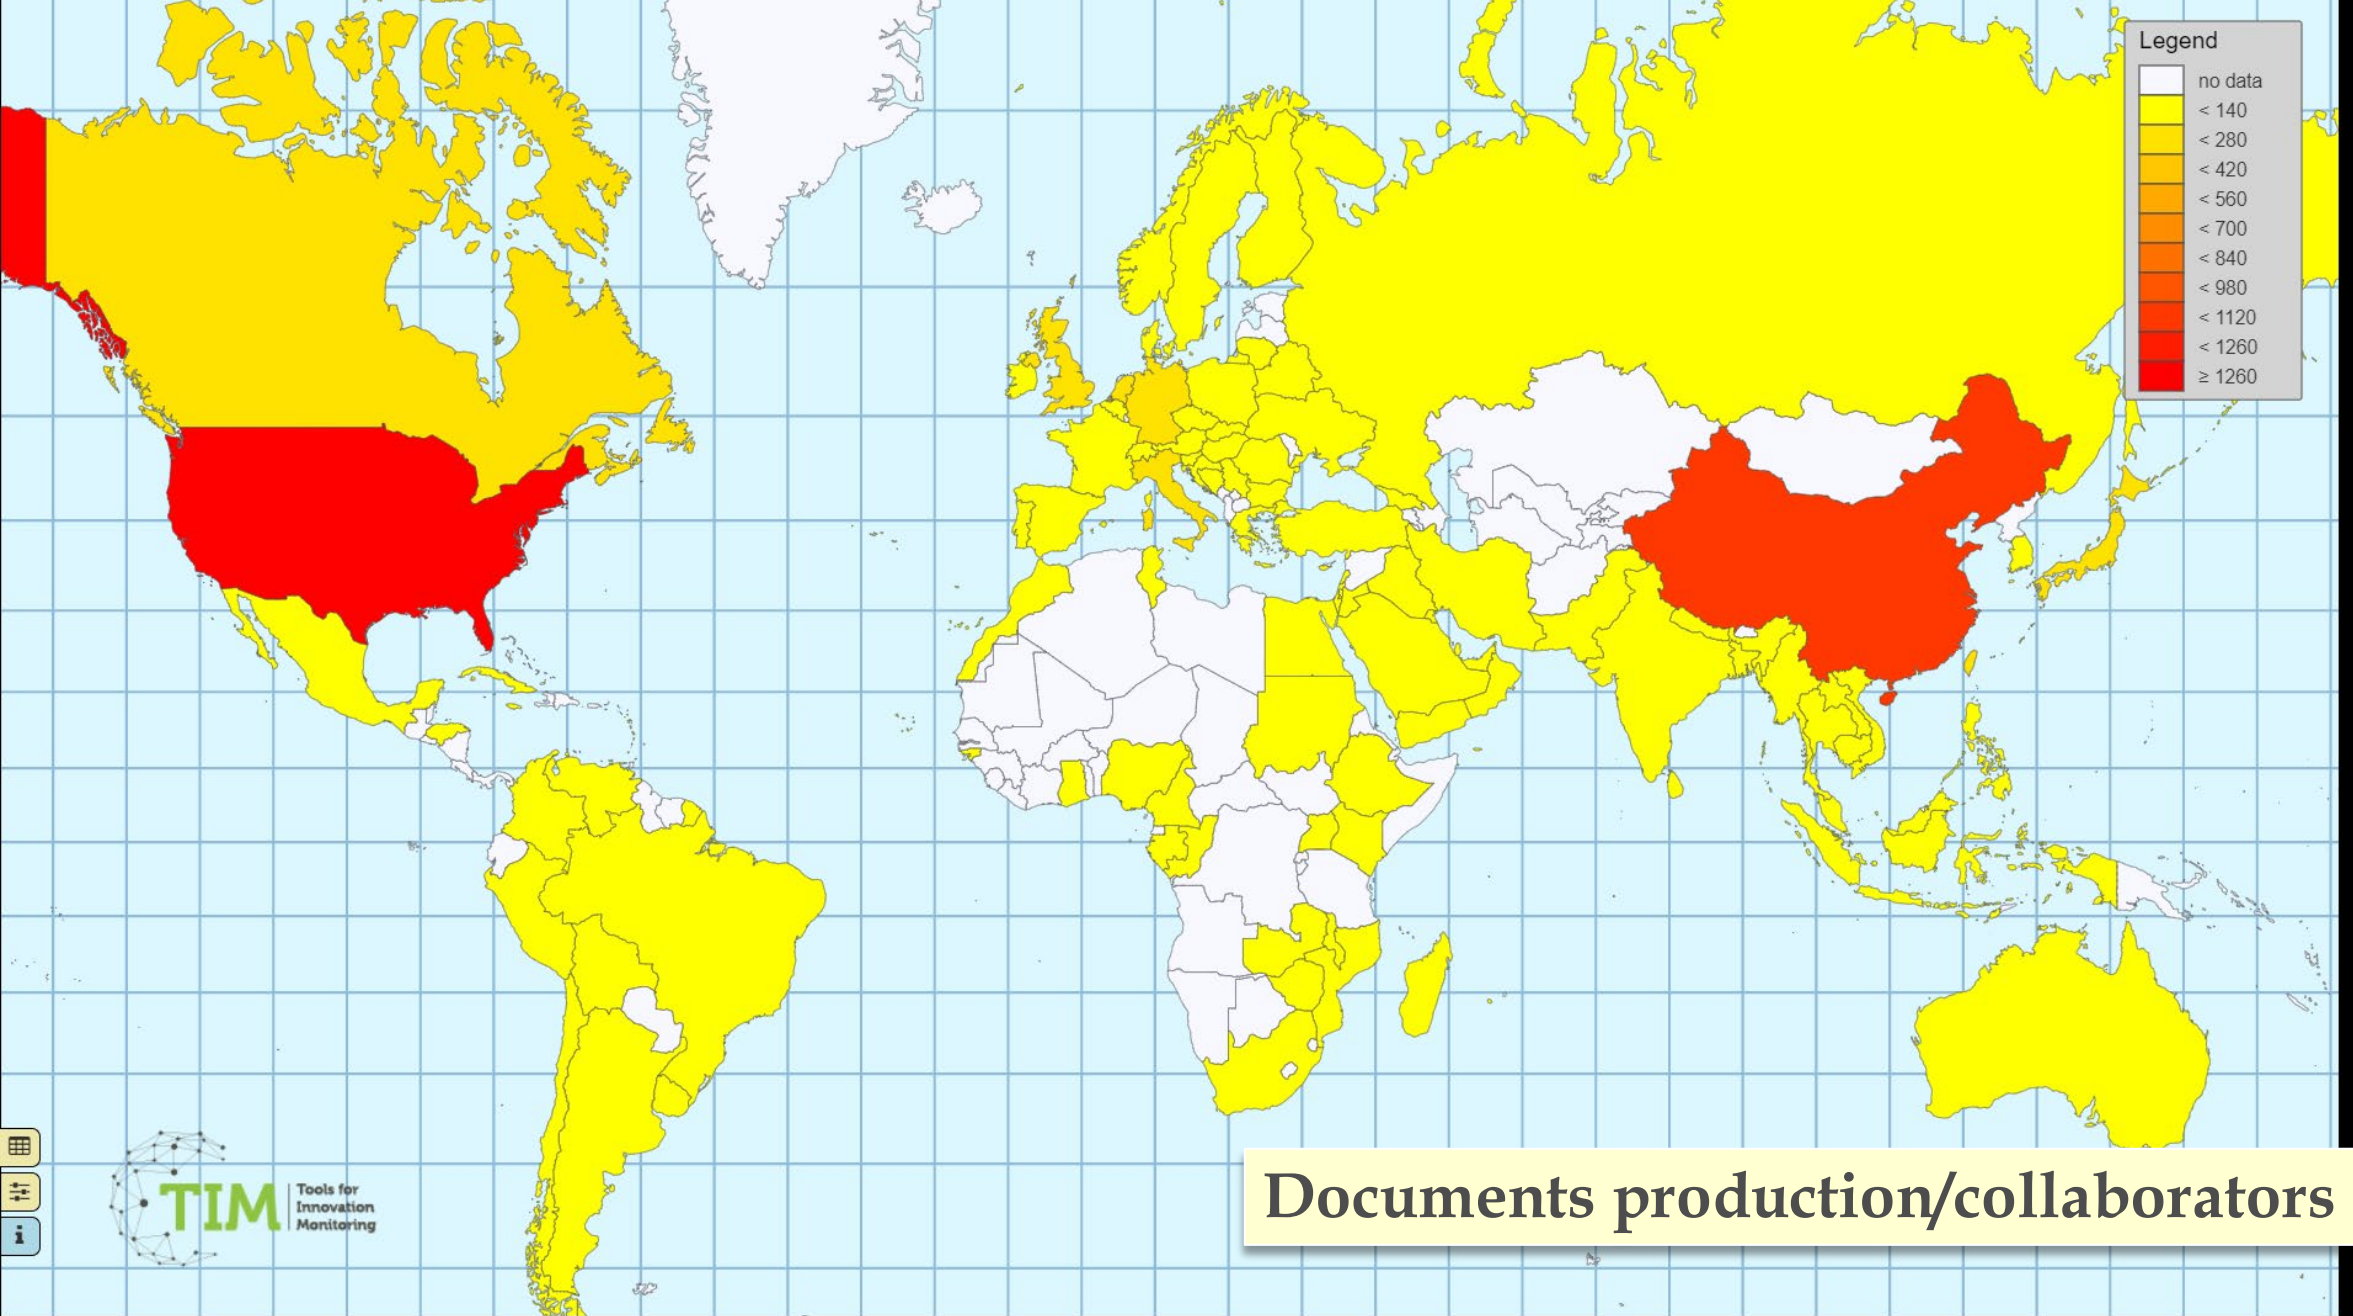 Legend
no data
< 140
< 280
< 420
< 560
< 700
< 840
< 980
< 1120
< 1260
≥ 1260
TIM
Tools for
Innovation
Monitoring
i
Documents production/collaborators